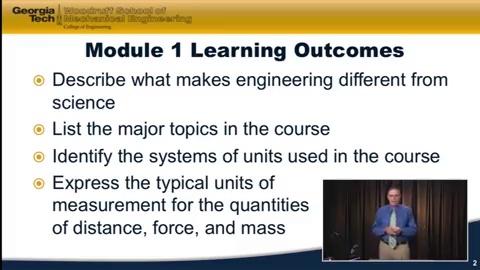 Georgia Tech
Woodruff School of
Mechanical Engineering
College of Engineering
Module 1 Learning Outcomes
Describe what makes engineering different from
science
List the major topics in the course
Identify the systems of units used in the course
Express the typical units of
measurement for the quantities
of distance, force, and mass
2